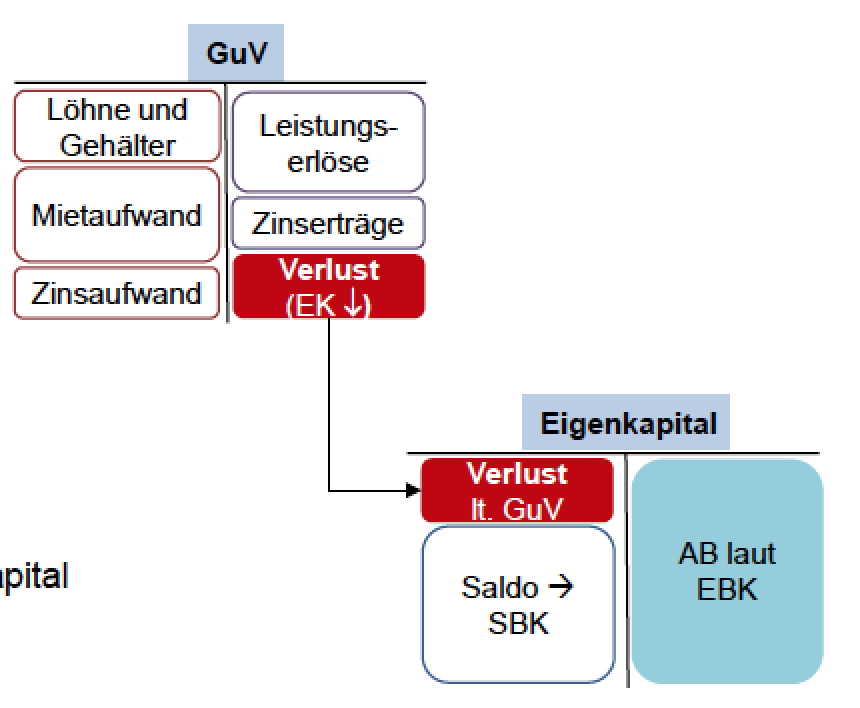 GuV
Löhne und
Gehälter
Mietaufwand
Zinsaufwand
Leistungs-
erlöse
Zinserträge
Verlust
(EK ↓)
Eigenkapital
Verlust
lt. GuV
Saldo →
SBK
AB laut
EBK
apital